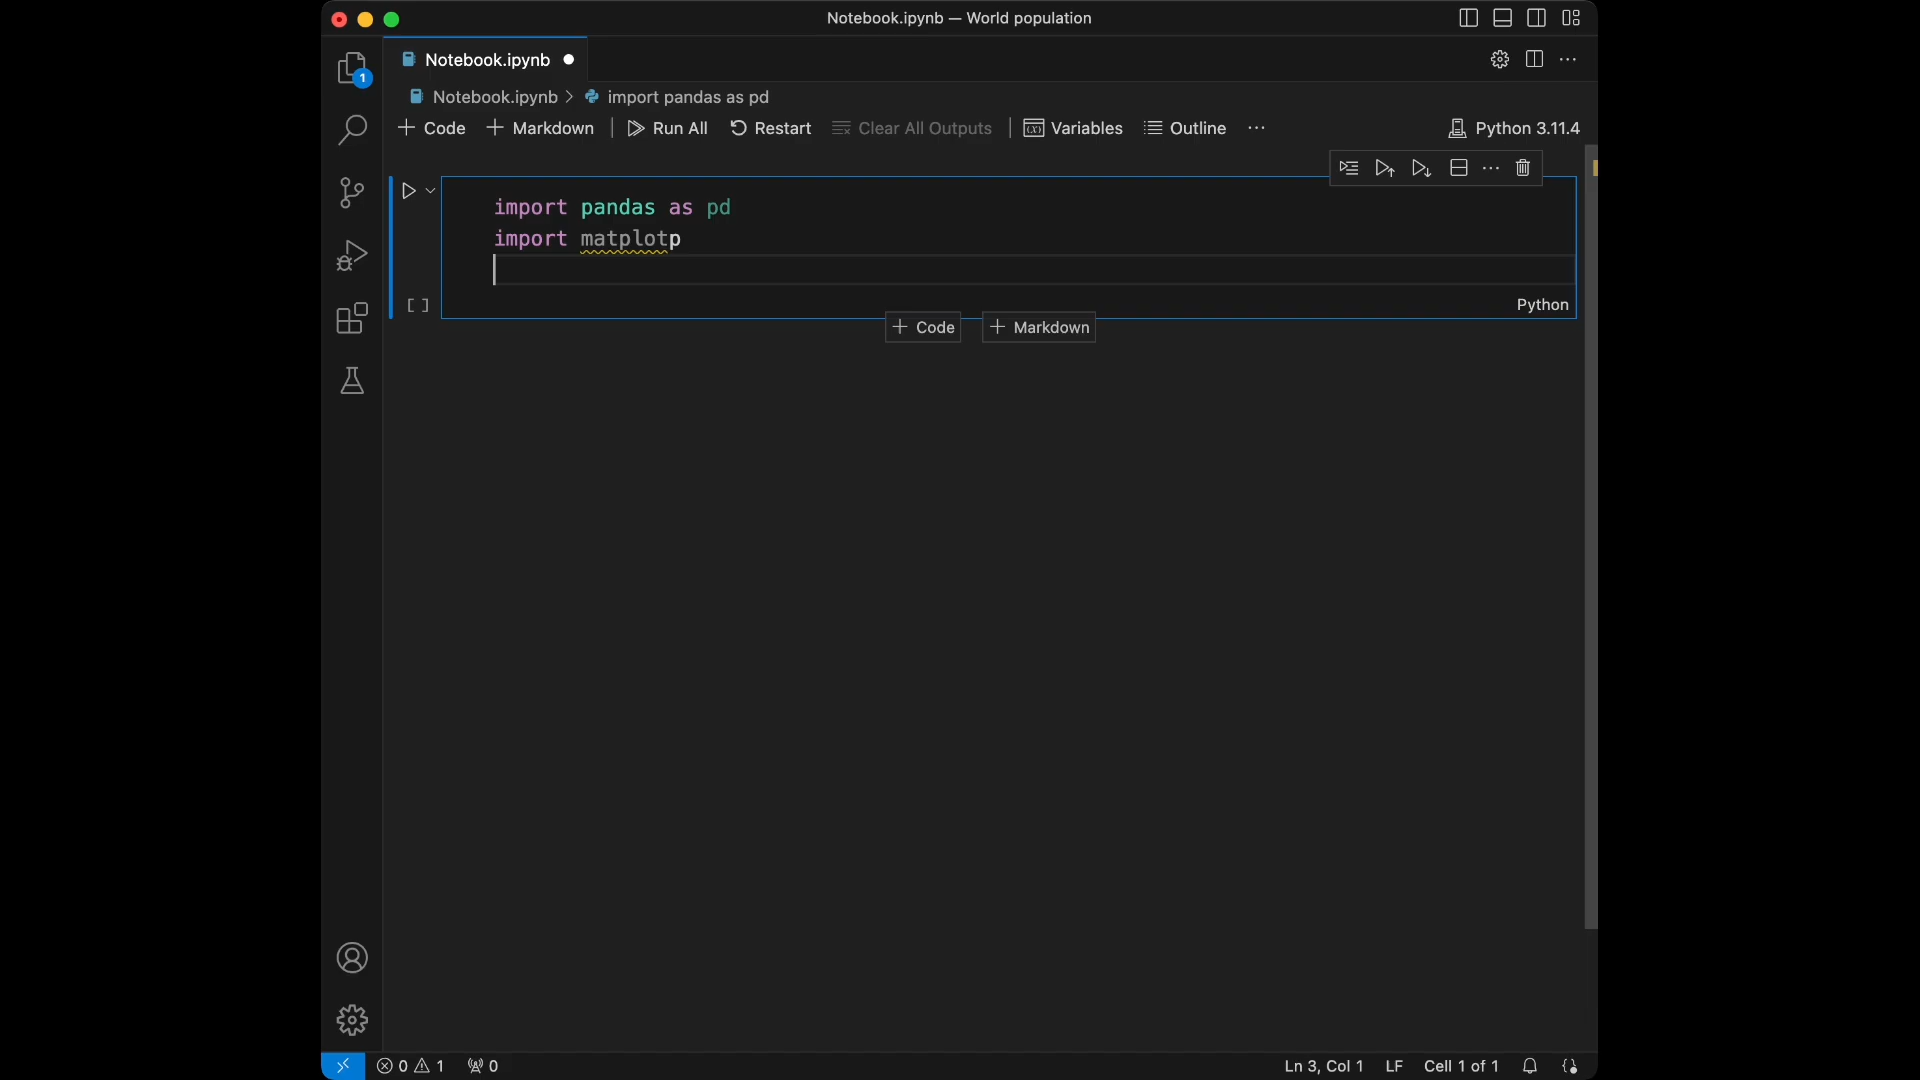 Notebook.ipynb — World population
Notebook.ipynb
1
Notebook.ipynb > import pandas as pd
Code Markdown Run All Restart Clear All Outputs Variables Outline ... Python 3.11.4
import pandas as pd
import matplotp
[ ]
Python
+ Code + Markdown
0 1 0 Ln 3, Col 1 LF Cell 1 of 1